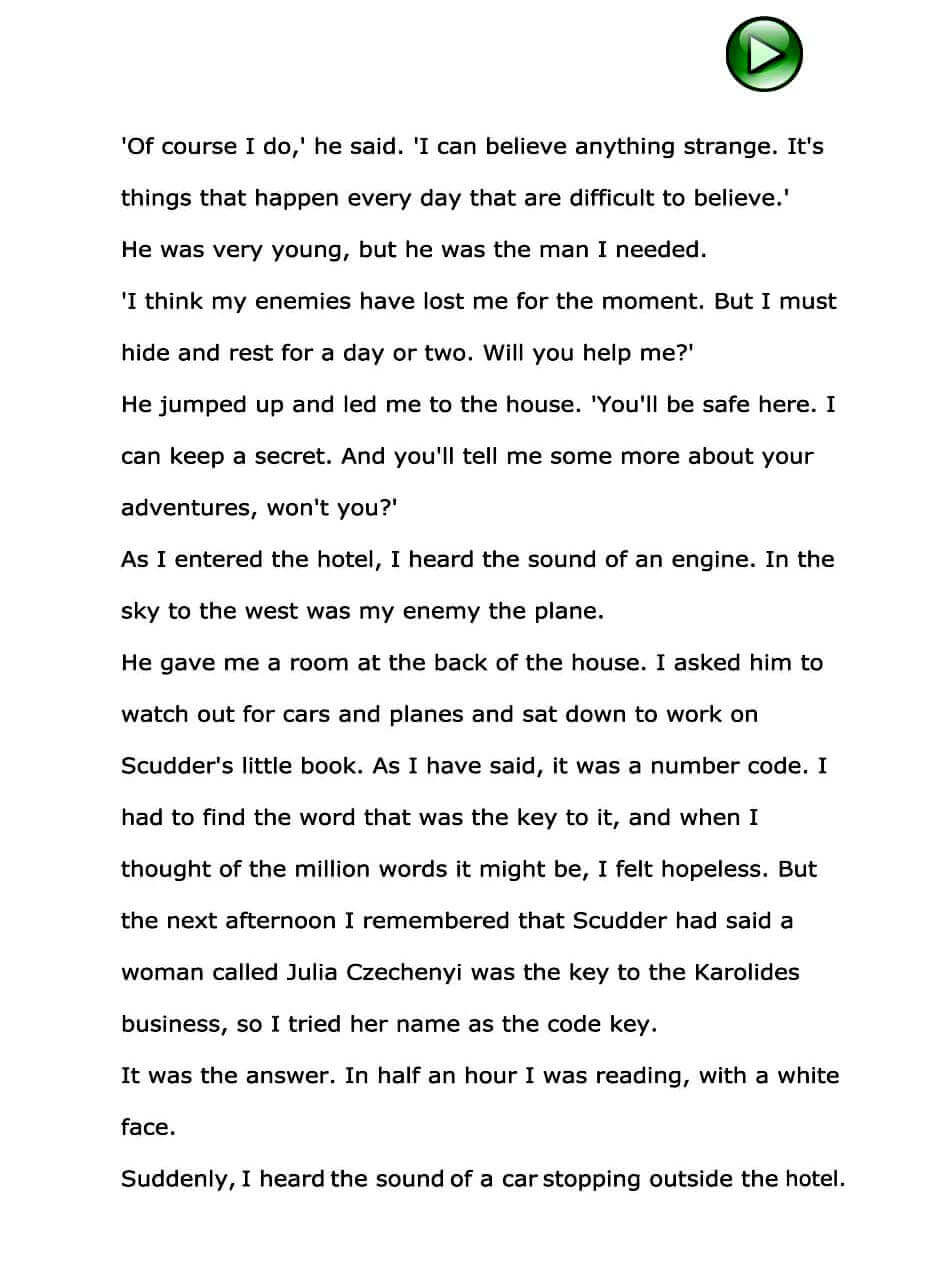 'Of course I do,' he said. 'I can believe anything strange. It's
things that happen every day that are difficult to believe.'
He was very young, but he was the man I needed.
'I think my enemies have lost me for the moment. But I must
hide and rest for a day or two. Will you help me?'
He jumped up and led me to the house. 'You'll be safe here. I
can keep a secret. And you'll tell me some more about your
adventures, won't you?'
As I entered the hotel, I heard the sound of an engine. In the
sky to the west was my enemy the plane.
He gave me a room at the back of the house. I asked him to
watch out for cars and planes and sat down to work on
Scudder's little book. As I have said, it was a number code. I
had to find the word that was the key to it, and when I
thought of the million words it might be, I felt hopeless. But
the next afternoon I remembered that Scudder had said a
woman called Julia Czechenyi was the key to the Karolides
business, so I tried her name as the code key.
It was the answer. In half an hour I was reading, with a white
face.
Suddenly, I heard the sound of a car stopping outside the hotel.